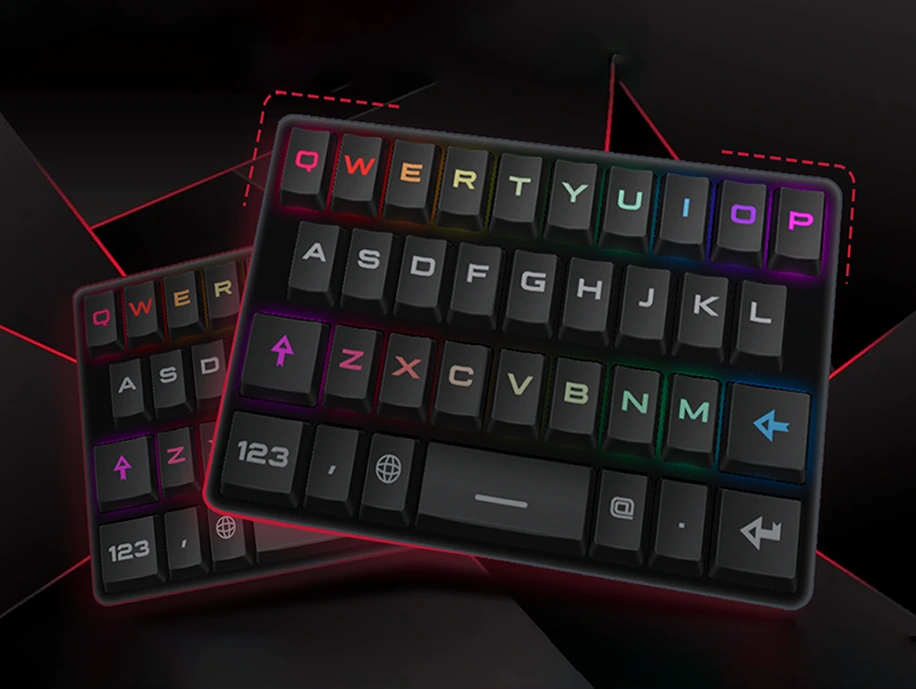 Q W E R T Y U I O P
A S D F G H J K L
Z X C V B N M
123 , @ .
Q W E R
A S D
Z
123 ,